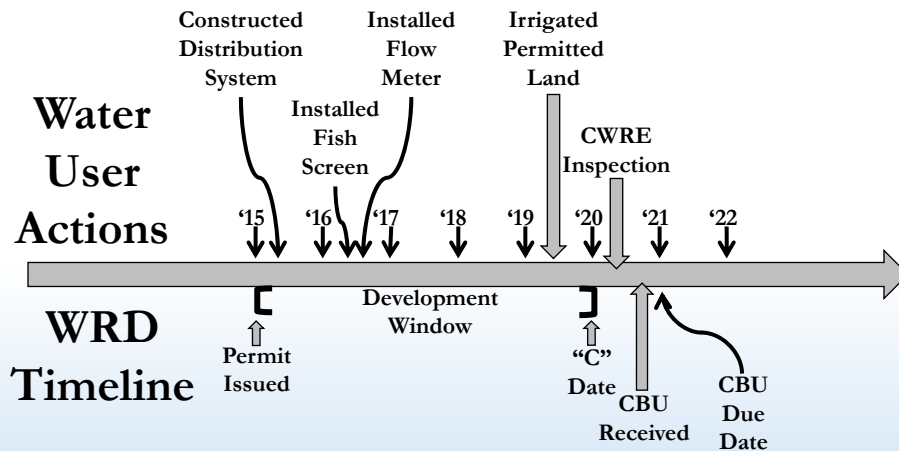 Constructed
Distribution
System
Installed
Flow
Meter
Irrigated
Permitted
Land
Installed
Fish
Screen
CWRE
Inspection
Water
User
Actions
‘15
‘16
‘17
‘18
‘19
‘20
‘21
‘22
Development
Window
WRD
Timeline
Permit
Issued
“C”
Date
CBU
Received
CBU
Due
Date